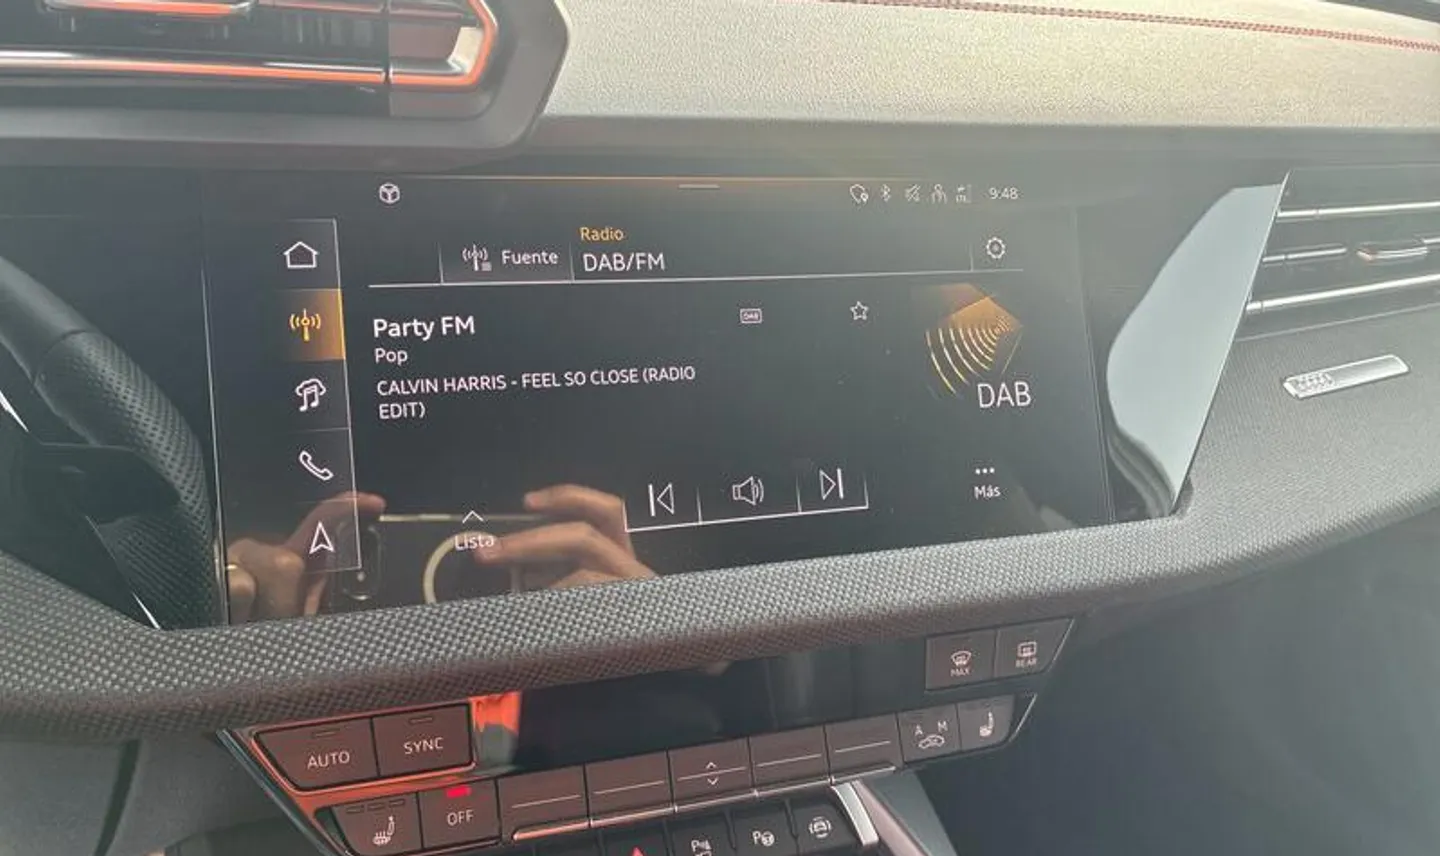 9:48
Radio
Fuente
DAB/FM
Party FM
DAB
Pop
CALVIN HARRIS - FEEL SO CLOSE (RADIO
EDIT)
DAB
Más
Lista
MAX
REAR
AUTO
SYNC
A M
OFF